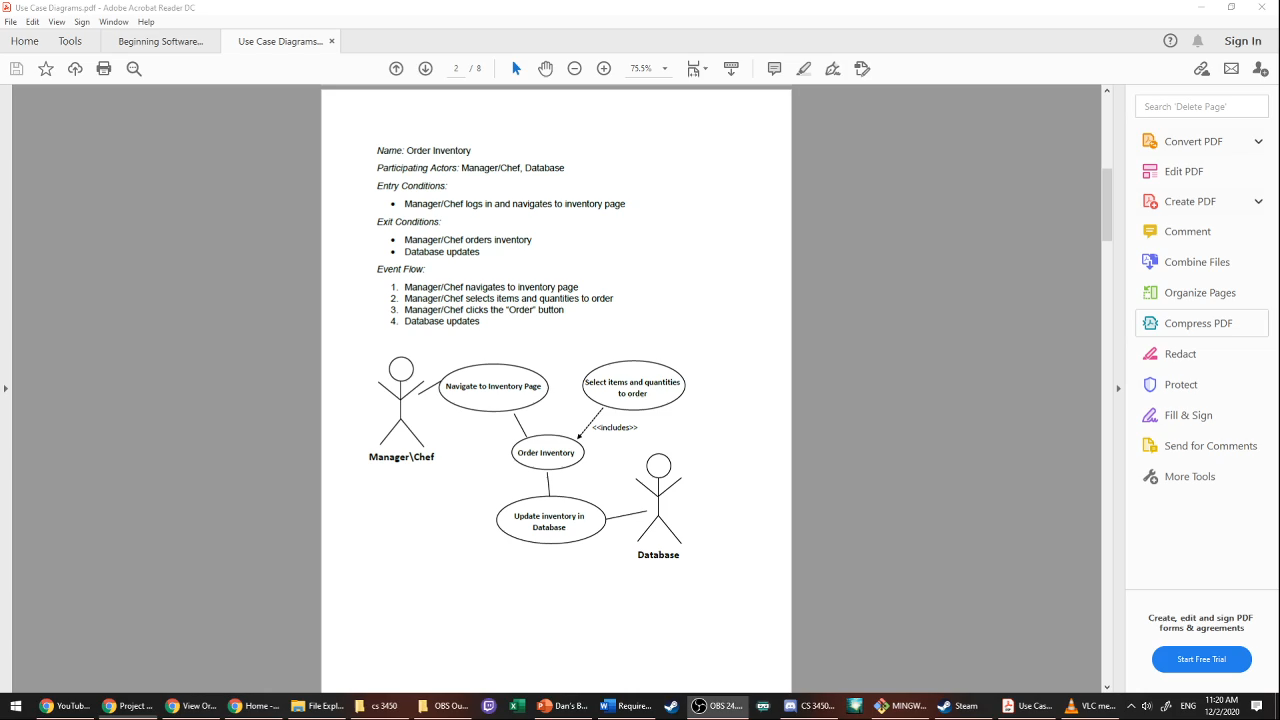 Use Case Diagrams.pdf - Adobe Acrobat Reader DC
File Edit View Sign Window Help
Home Tools Beginning Software... Use Case Diagrams... × Sign In
2 / 8 75.5%
Name: Order Inventory
Participating Actors: Manager/Chef, Database
Entry Conditions:
• Manager/Chef logs in and navigates to inventory page
Exit Conditions:
• Manager/Chef orders inventory
• Database updates
Event Flow:
1. Manager/Chef navigates to inventory page
2. Manager/Chef selects items and quantities to order
3. Manager/Chef clicks the "Order" button
4. Database updates
Navigate to Inventory Page
Select items and quantities
to order
<<includes>>
Order Inventory
Manager\Chef
Update inventory in
Database
Database
Search 'Delete Page'
Convert PDF
Edit PDF
Create PDF
Comment
Combine Files
Organize Pages
Compress PDF
Redact
Protect
Fill & Sign
Send for Comments
More Tools
Create, edit and sign PDF
forms & agreements
Start Free Trial
YouTub... Project ... View Or... Home -... File Expl... cs 3450 OBS Ou... Dan's B... Require... OBS 24.... CS 3450... MINGW... Steam Use Cas... VLC me... ENG 11:20 AM
12/2/2020